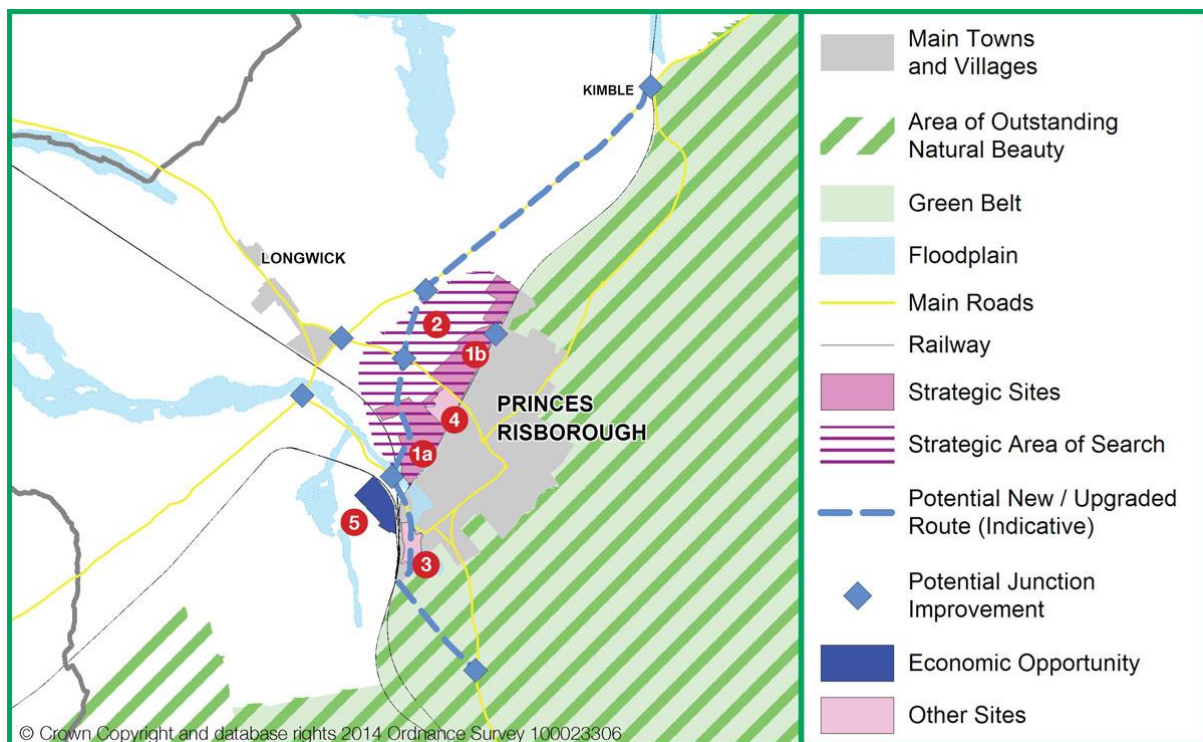 KIMBLE
LONGWICK
2
1b
PRINCES
RISBOROUGH
4
1a
5
3
© Crown Copyright and database rights 2014 Ordnance Survey 100023306
Main Towns
and Villages
Area of Outstanding
Natural Beauty
Green Belt
Floodplain
Main Roads
Railway
Strategic Sites
Strategic Area of Search
Potential New / Upgraded
Route (Indicative)
Potential Junction
Improvement
Economic Opportunity
Other Sites